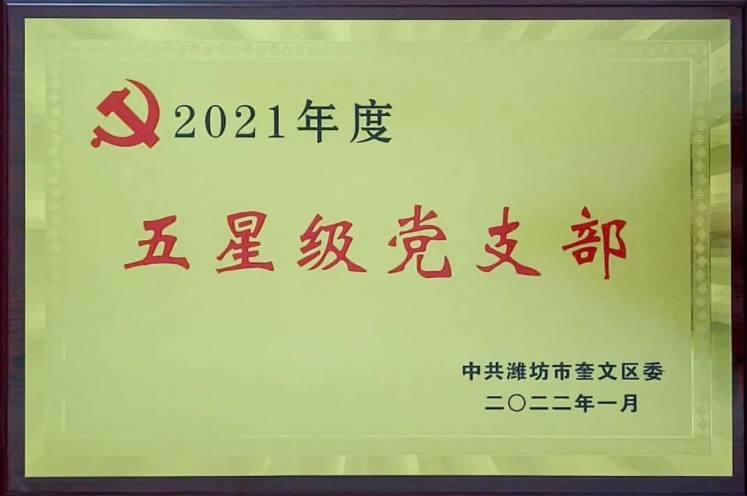 2021年度
五星级党支部
中共潍坊市奎文区委
二〇二二年一月